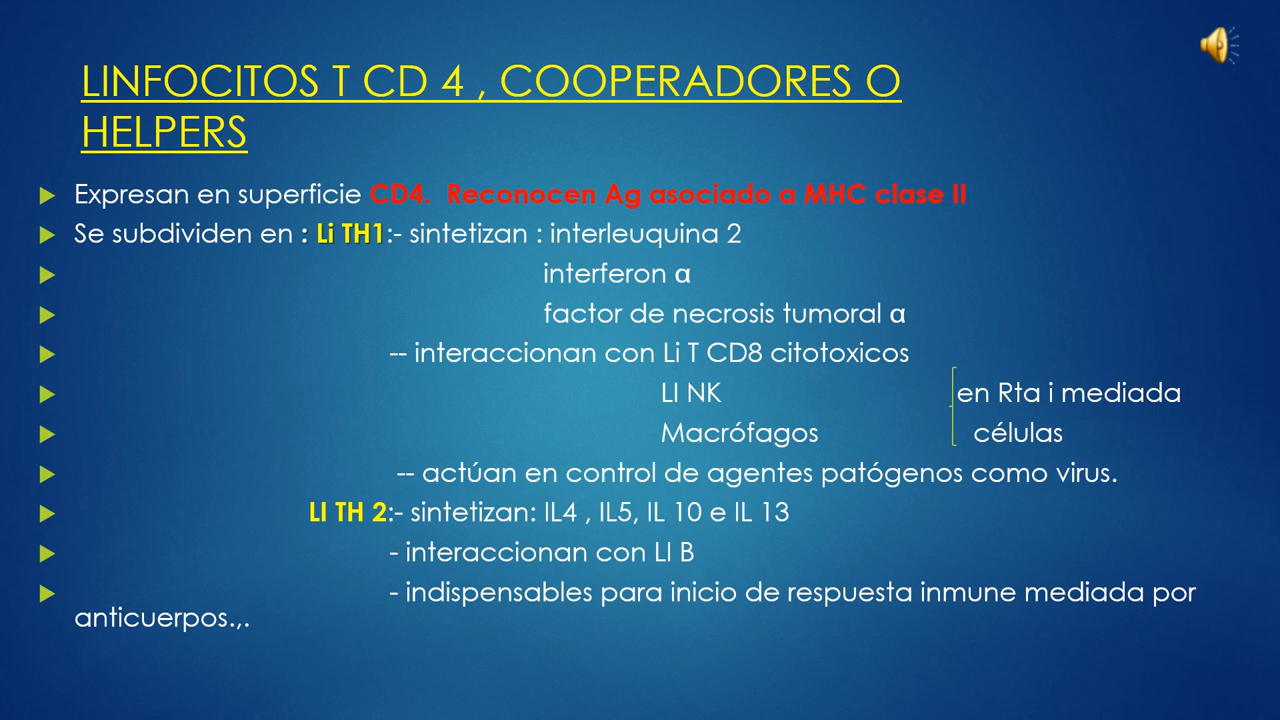 LINFOCITOS T CD 4 , COOPERADORES O
HELPERS
Expresan en superficie CD4. Reconocen Ag asociado a MHC clase II
Se subdividen en : Li TH1:- sintetizan : interleuquina 2
interferon α
factor de necrosis tumoral α
-- interaccionan con Li T CD8 citotoxicos
LI NK en Rta i mediada
Macrófagos células
-- actúan en control de agentes patógenos como virus.
LI TH 2:- sintetizan: IL4 , IL5, IL 10 e IL 13
- interaccionan con LI B
- indispensables para inicio de respuesta inmune mediada por
anticuerpos.,.